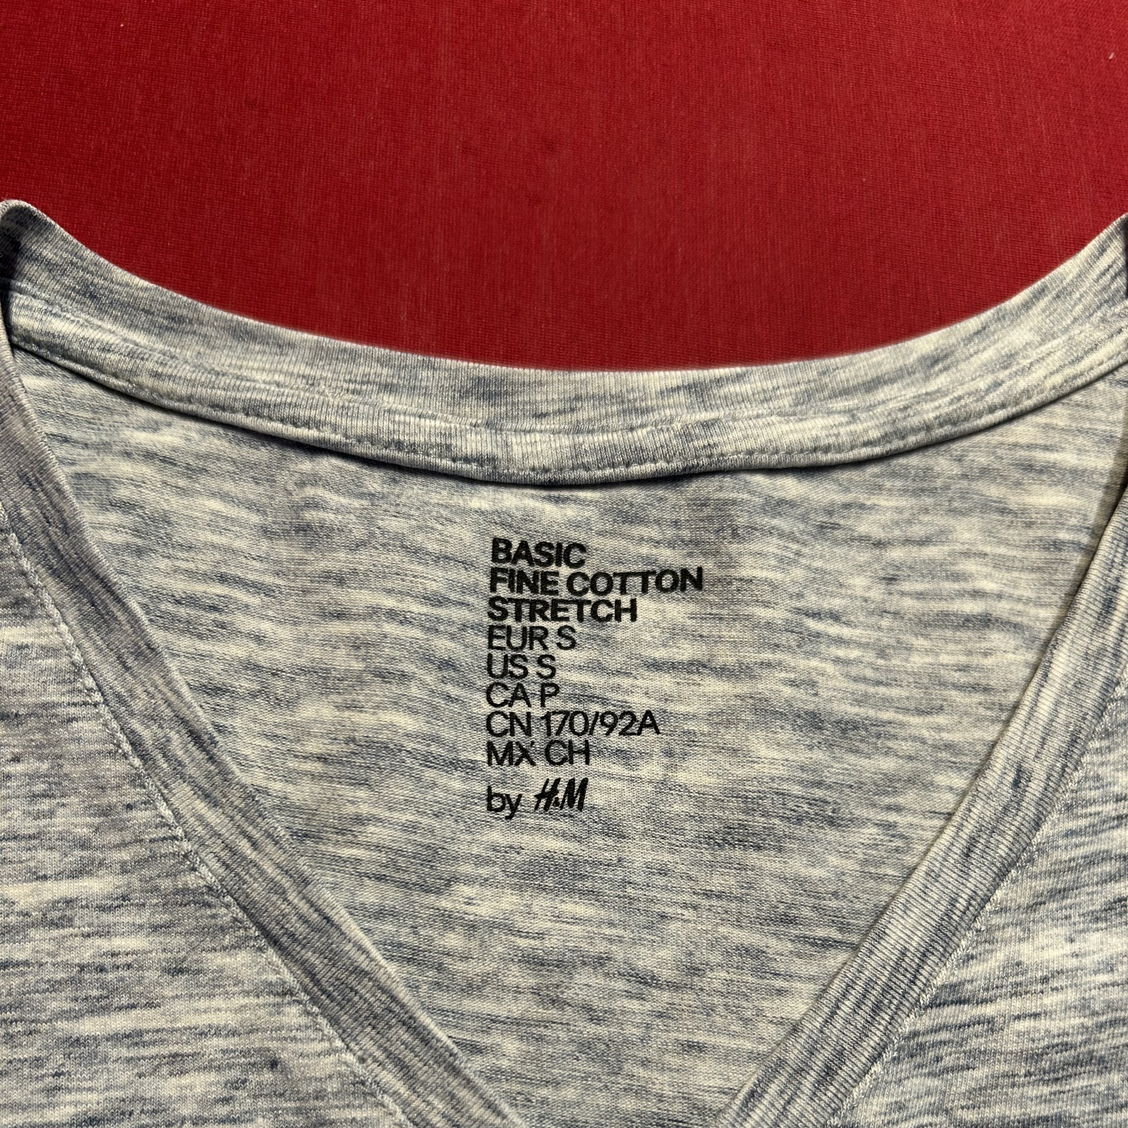 BASIC
FINE COTTON
STRETCH
EUR S
US S
CA P
CN 170/92A
MX CH
by H&M